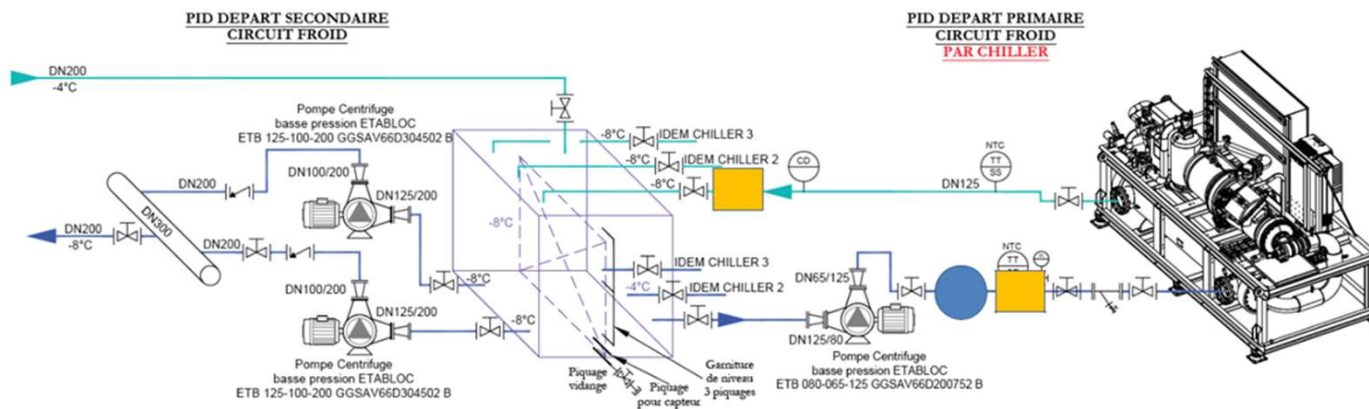 PID DEPART SECONDAIRE
CIRCUIT FROID
PID DEPART PRIMAIRE
CIRCUIT FROID
PAR CHILLER
DN200
-4°C
Pompe Centrifuge
basse pression ETABLOC
ETB 125-100-200 GGSAV66D304502 B
-8°C
IDEM CHILLER 3
-8°C
IDEM CHILLER 2
-8°C
CD
NTC
TT
SS
DN125
DN200
DN100/200
DN125/200
DN300
DN200
-8°C
DN200
-8°C
-8°C
DN100/200
DN125/200
-8°C
IDEM CHILLER 3
-4°C
IDEM CHILLER 2
DN65/125
NTC
TT
DN125/80
Pompe Centrifuge
basse pression ETABLOC
ETB 125-100-200 GGSAV66D304502 B
Piquage
vidange
Piquage
pour capteur
Garniture
de niveau
3 piquages
Pompe Centrifuge
basse pression ETABLOC
ETB 080-065-125 GGSAV66D200752 B